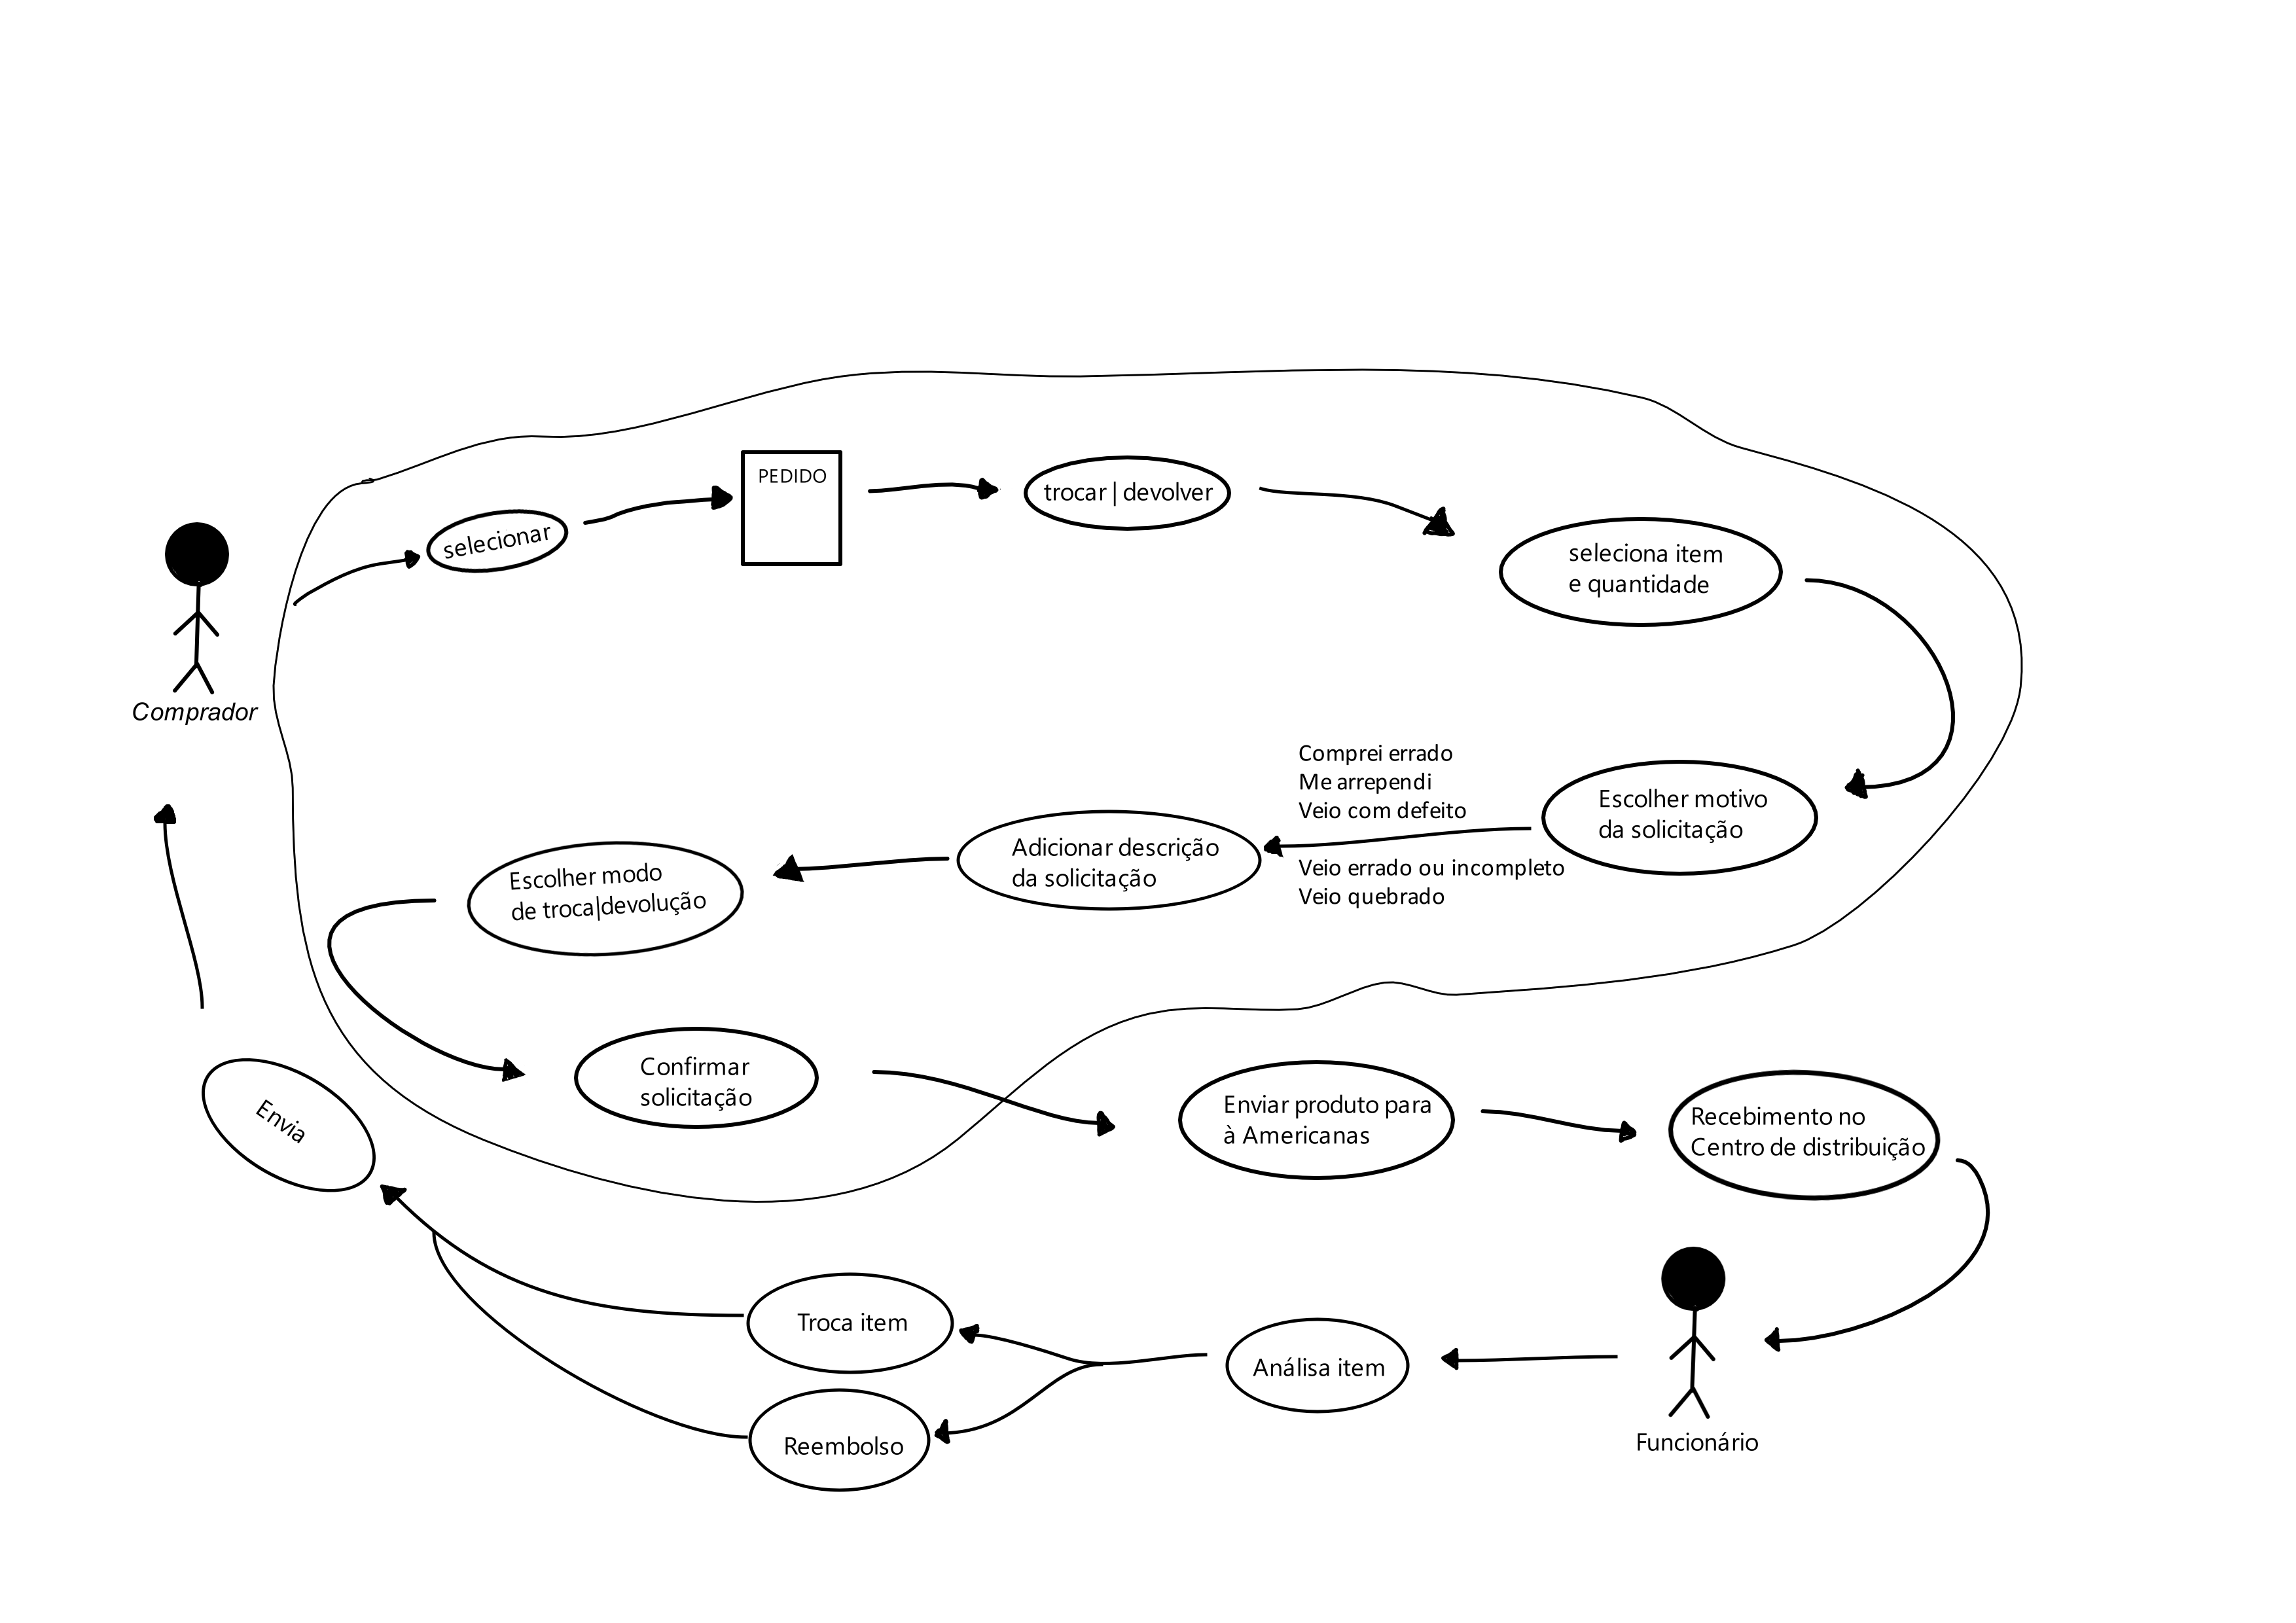 PEDIDO
selecionar
trocar | devolver
seleciona item
e quantidade
Comprador
Comprei errado
Me arrependi
Veio com defeito
Escolher motivo
da solicitação
Veio errado ou incompleto
Veio quebrado
Adicionar descrição
da solicitação
Escolher modo
de troca|devolução
Confirmar
solicitação
Enviar produto para
à Americanas
Recebimento no
Centro de distribuição
Funcionário
Análisa item
Troca item
Reembolso
Envia